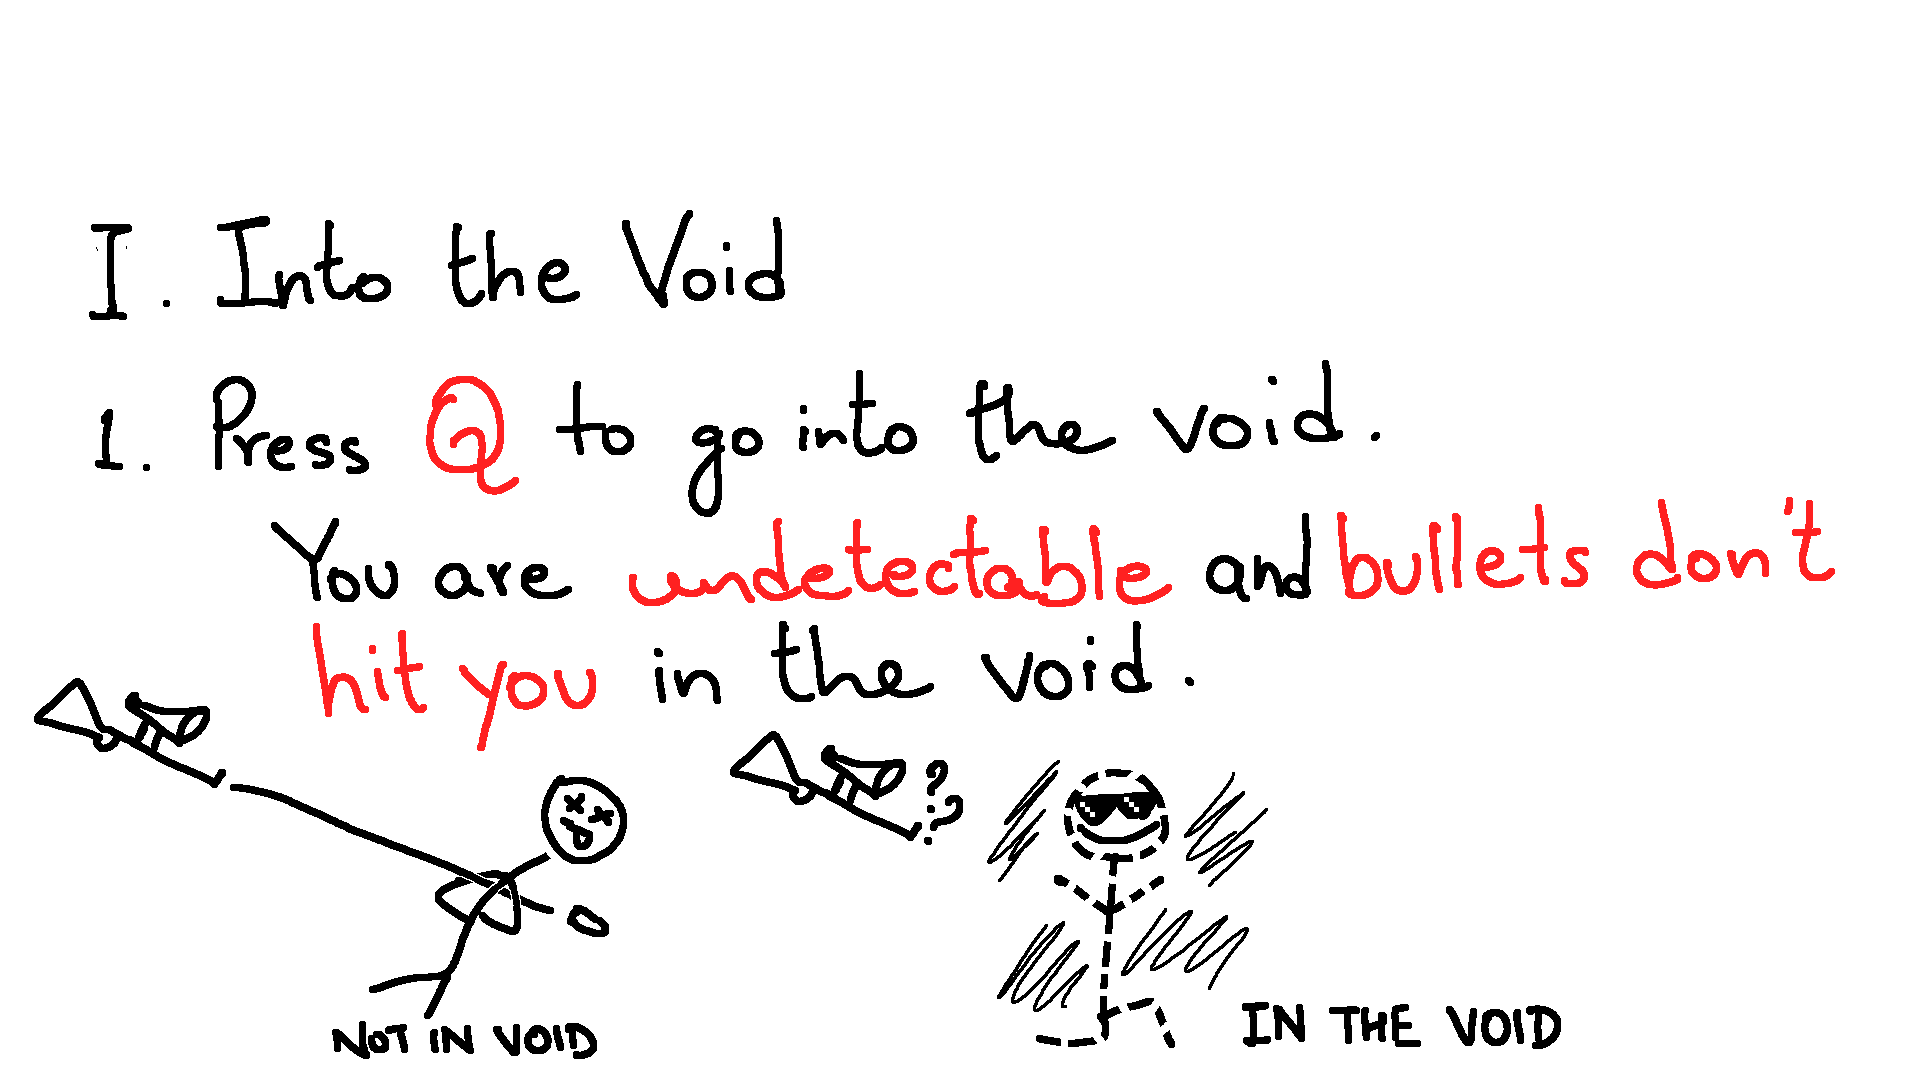 I. Into the Void
1. Press Q to go into the void.
You are undetectable and bullets don't
hit you in the void.
? ?
NOT IN VOID
IN THE VOID